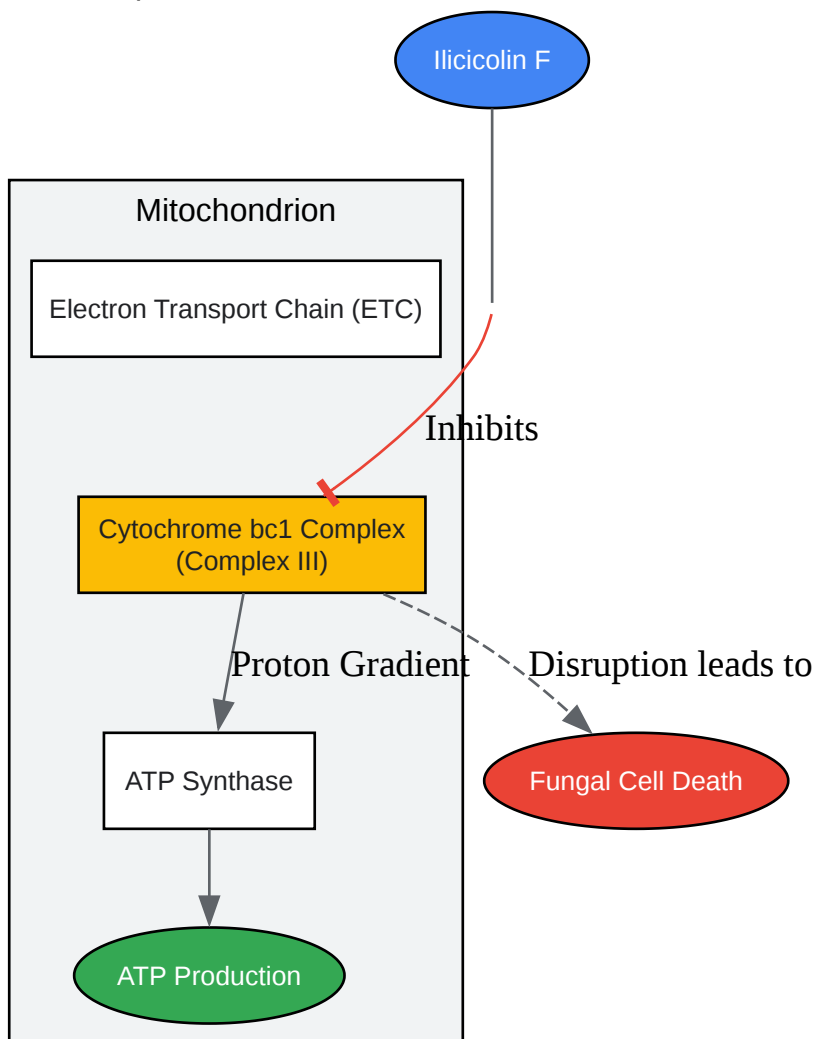 Ilicicolin F
Mitochondrion
Electron Transport Chain (ETC)
Inhibits
Cytochrome bc1 Complex
(Complex III)
Proton Gradient
Disruption leads to
ATP Synthase
Fungal Cell Death
ATP Production